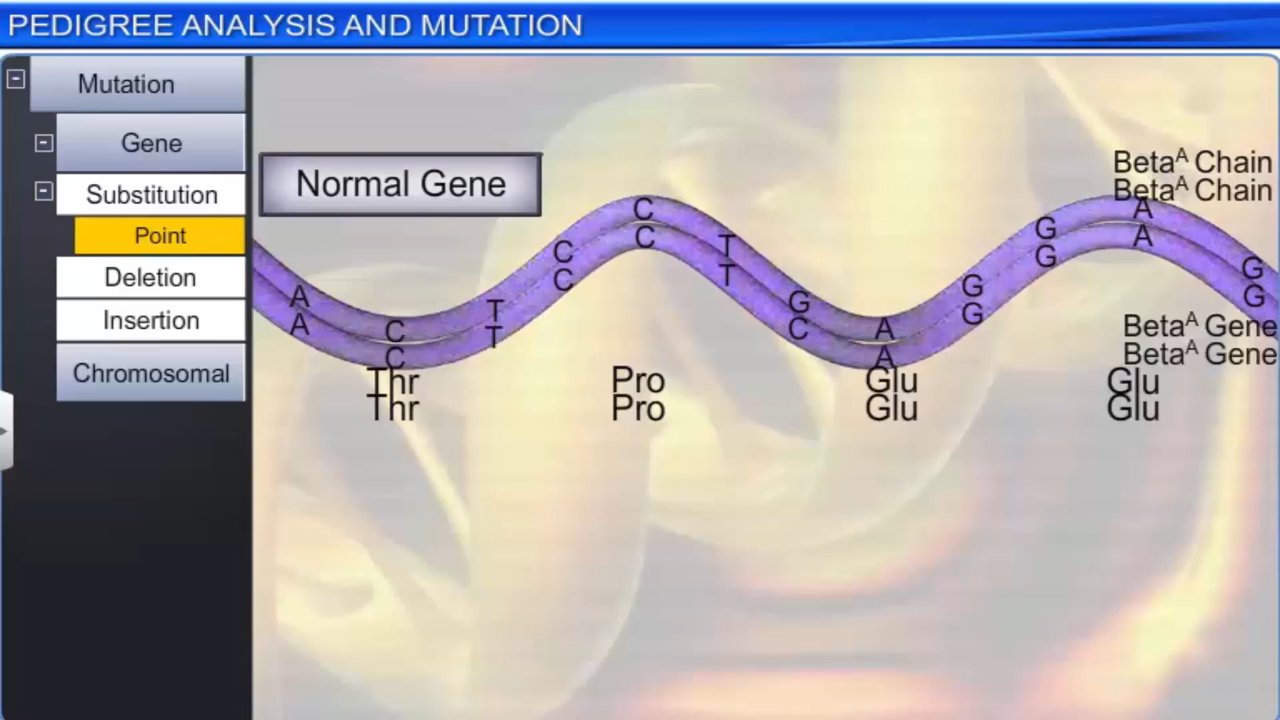 PEDIGREE ANALYSIS AND MUTATION
Mutation
Gene
Substitution
Point
Deletion
Insertion
Chromosomal
Normal Gene
Beta^A Chain
Beta^A Chain
A C T C C T G A G G A G
A C T C C T C A G G A G
Beta^A Gene
Beta^A Gene
Thr Pro Glu Glu
Thr Pro Glu Glu